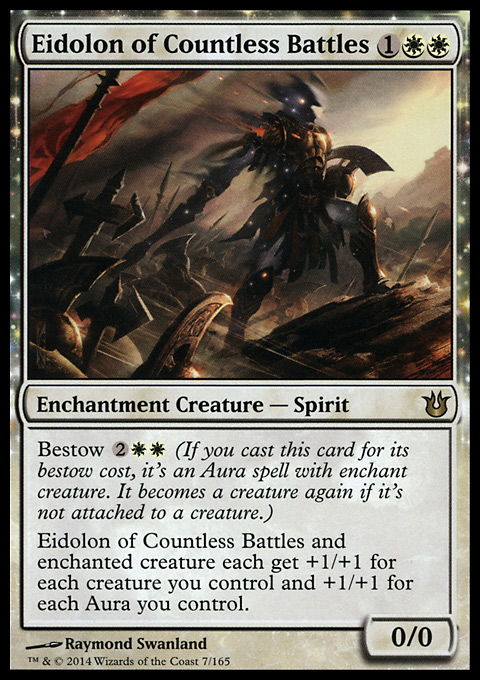 Eidolon of Countless Battles 1
Enchantment Creature — Spirit
Bestow 2 (If you cast this card for its
bestow cost, it's an Aura spell with enchant
creature. It becomes a creature again if it's
not attached to a creature.)
Eidolon of Countless Battles and
enchanted creature each get +1/+1 for
each creature you control and +1/+1 for
each Aura you control.
Raymond Swanland
0/0
™ & © 2014 Wizards of the Coast 7/165